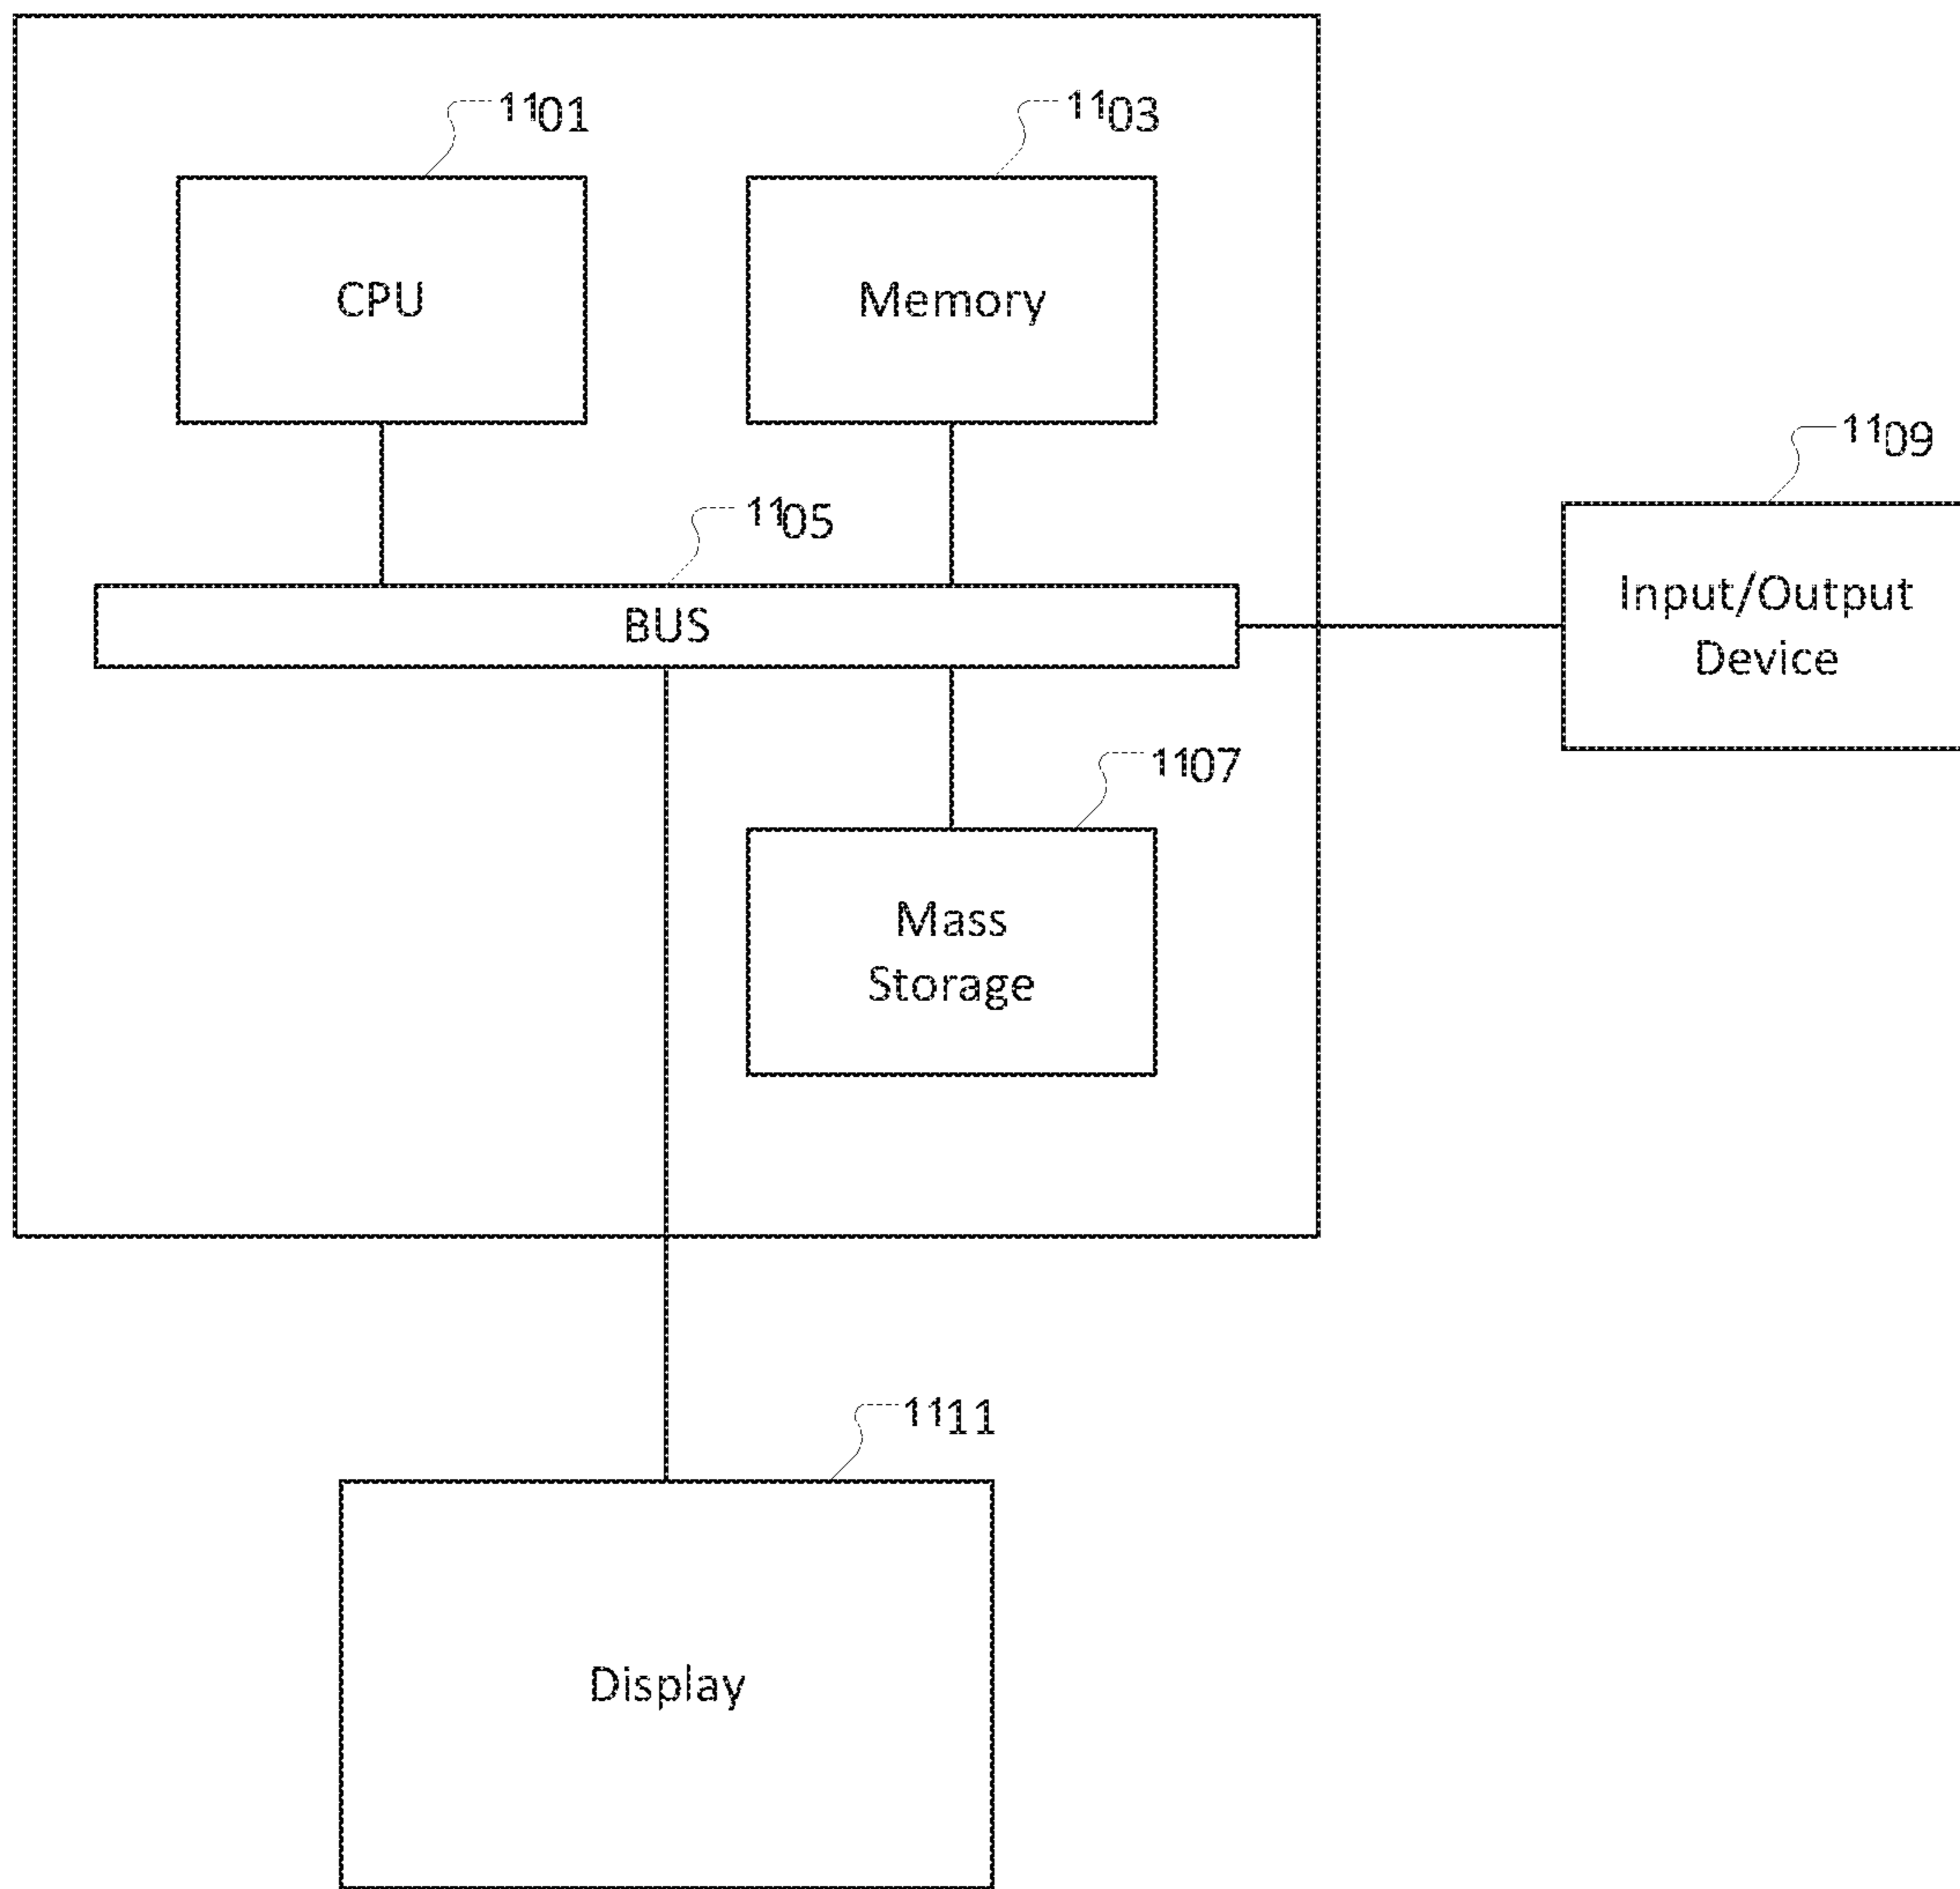 1101
1103
CPU
Memory
1105
1109
BUS
Input/Output
Device
1107
Mass
Storage
1111
Display